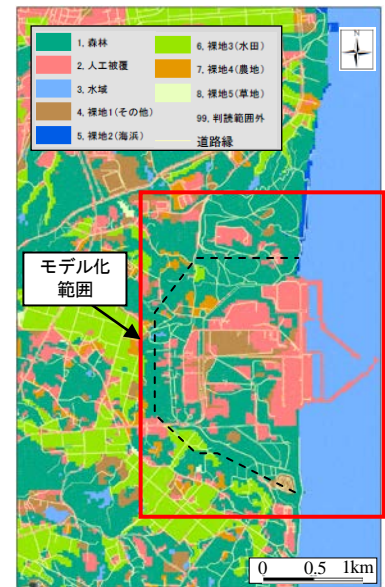 1. 森林
2. 人工被覆
3. 水域
4. 裸地1(その他)
5. 裸地2(海浜)
6. 裸地3(水田)
7. 裸地4(農地)
8. 裸地5(草地)
99. 判読範囲外
道路縁
N
モデル化
範囲
0 0.5 1km